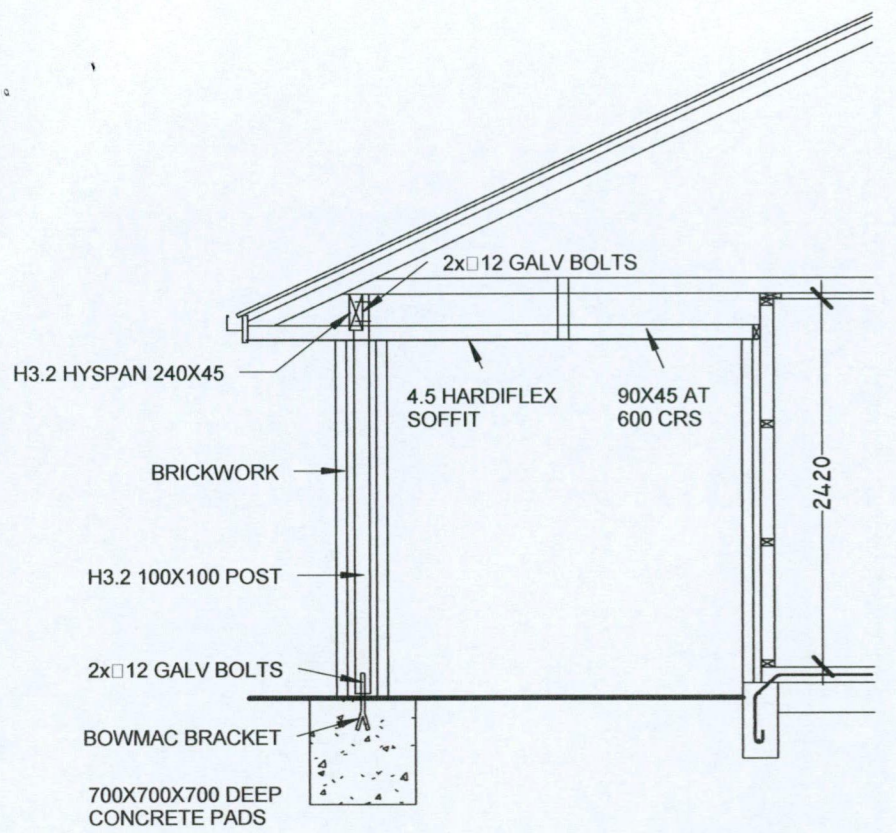 2x□12 GALV BOLTS
H3.2 HYSPAN 240X45
4.5 HARDIFLEX
SOFFIT
90X45 AT
600 CRS
BRICKWORK
2420
H3.2 100X100 POST
2x□12 GALV BOLTS
BOWMAC BRACKET
700X700X700 DEEP
CONCRETE PADS